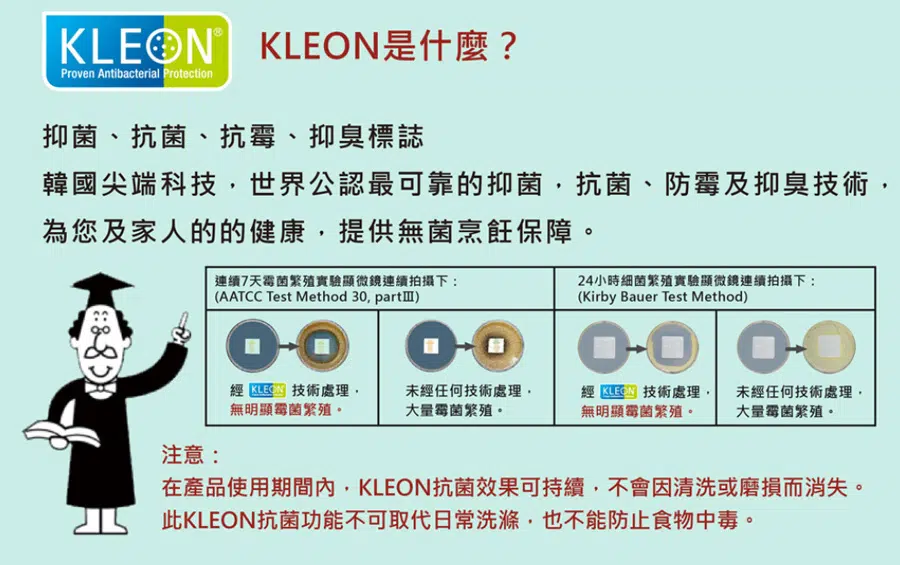 KLEON®
Proven Antibacterial Protection
KLEON是什麼？
抑菌、抗菌、抗霉、抑臭標誌
韓國尖端科技，世界公認最可靠的抑菌，抗菌、防霉及抑臭技術，
為您及家人的的健康，提供無菌烹飪保障。
連續7天霉菌繁殖實驗顯微鏡連續拍攝下：
(AATCC Test Method 30, partⅢ)
24小時細菌繁殖實驗顯微鏡連續拍攝下：
(Kirby Bauer Test Method)
經 KLEON 技術處理，
無明顯霉菌繁殖。
未經任何技術處理，
大量霉菌繁殖。
經 KLEON 技術處理，
無明顯霉菌繁殖。
未經任何技術處理，
大量霉菌繁殖。
注意：
在產品使用期間內，KLEON抗菌效果可持續，不會因清洗或磨損而消失。
此KLEON抗菌功能不可取代日常洗滌，也不能防止食物中毒。